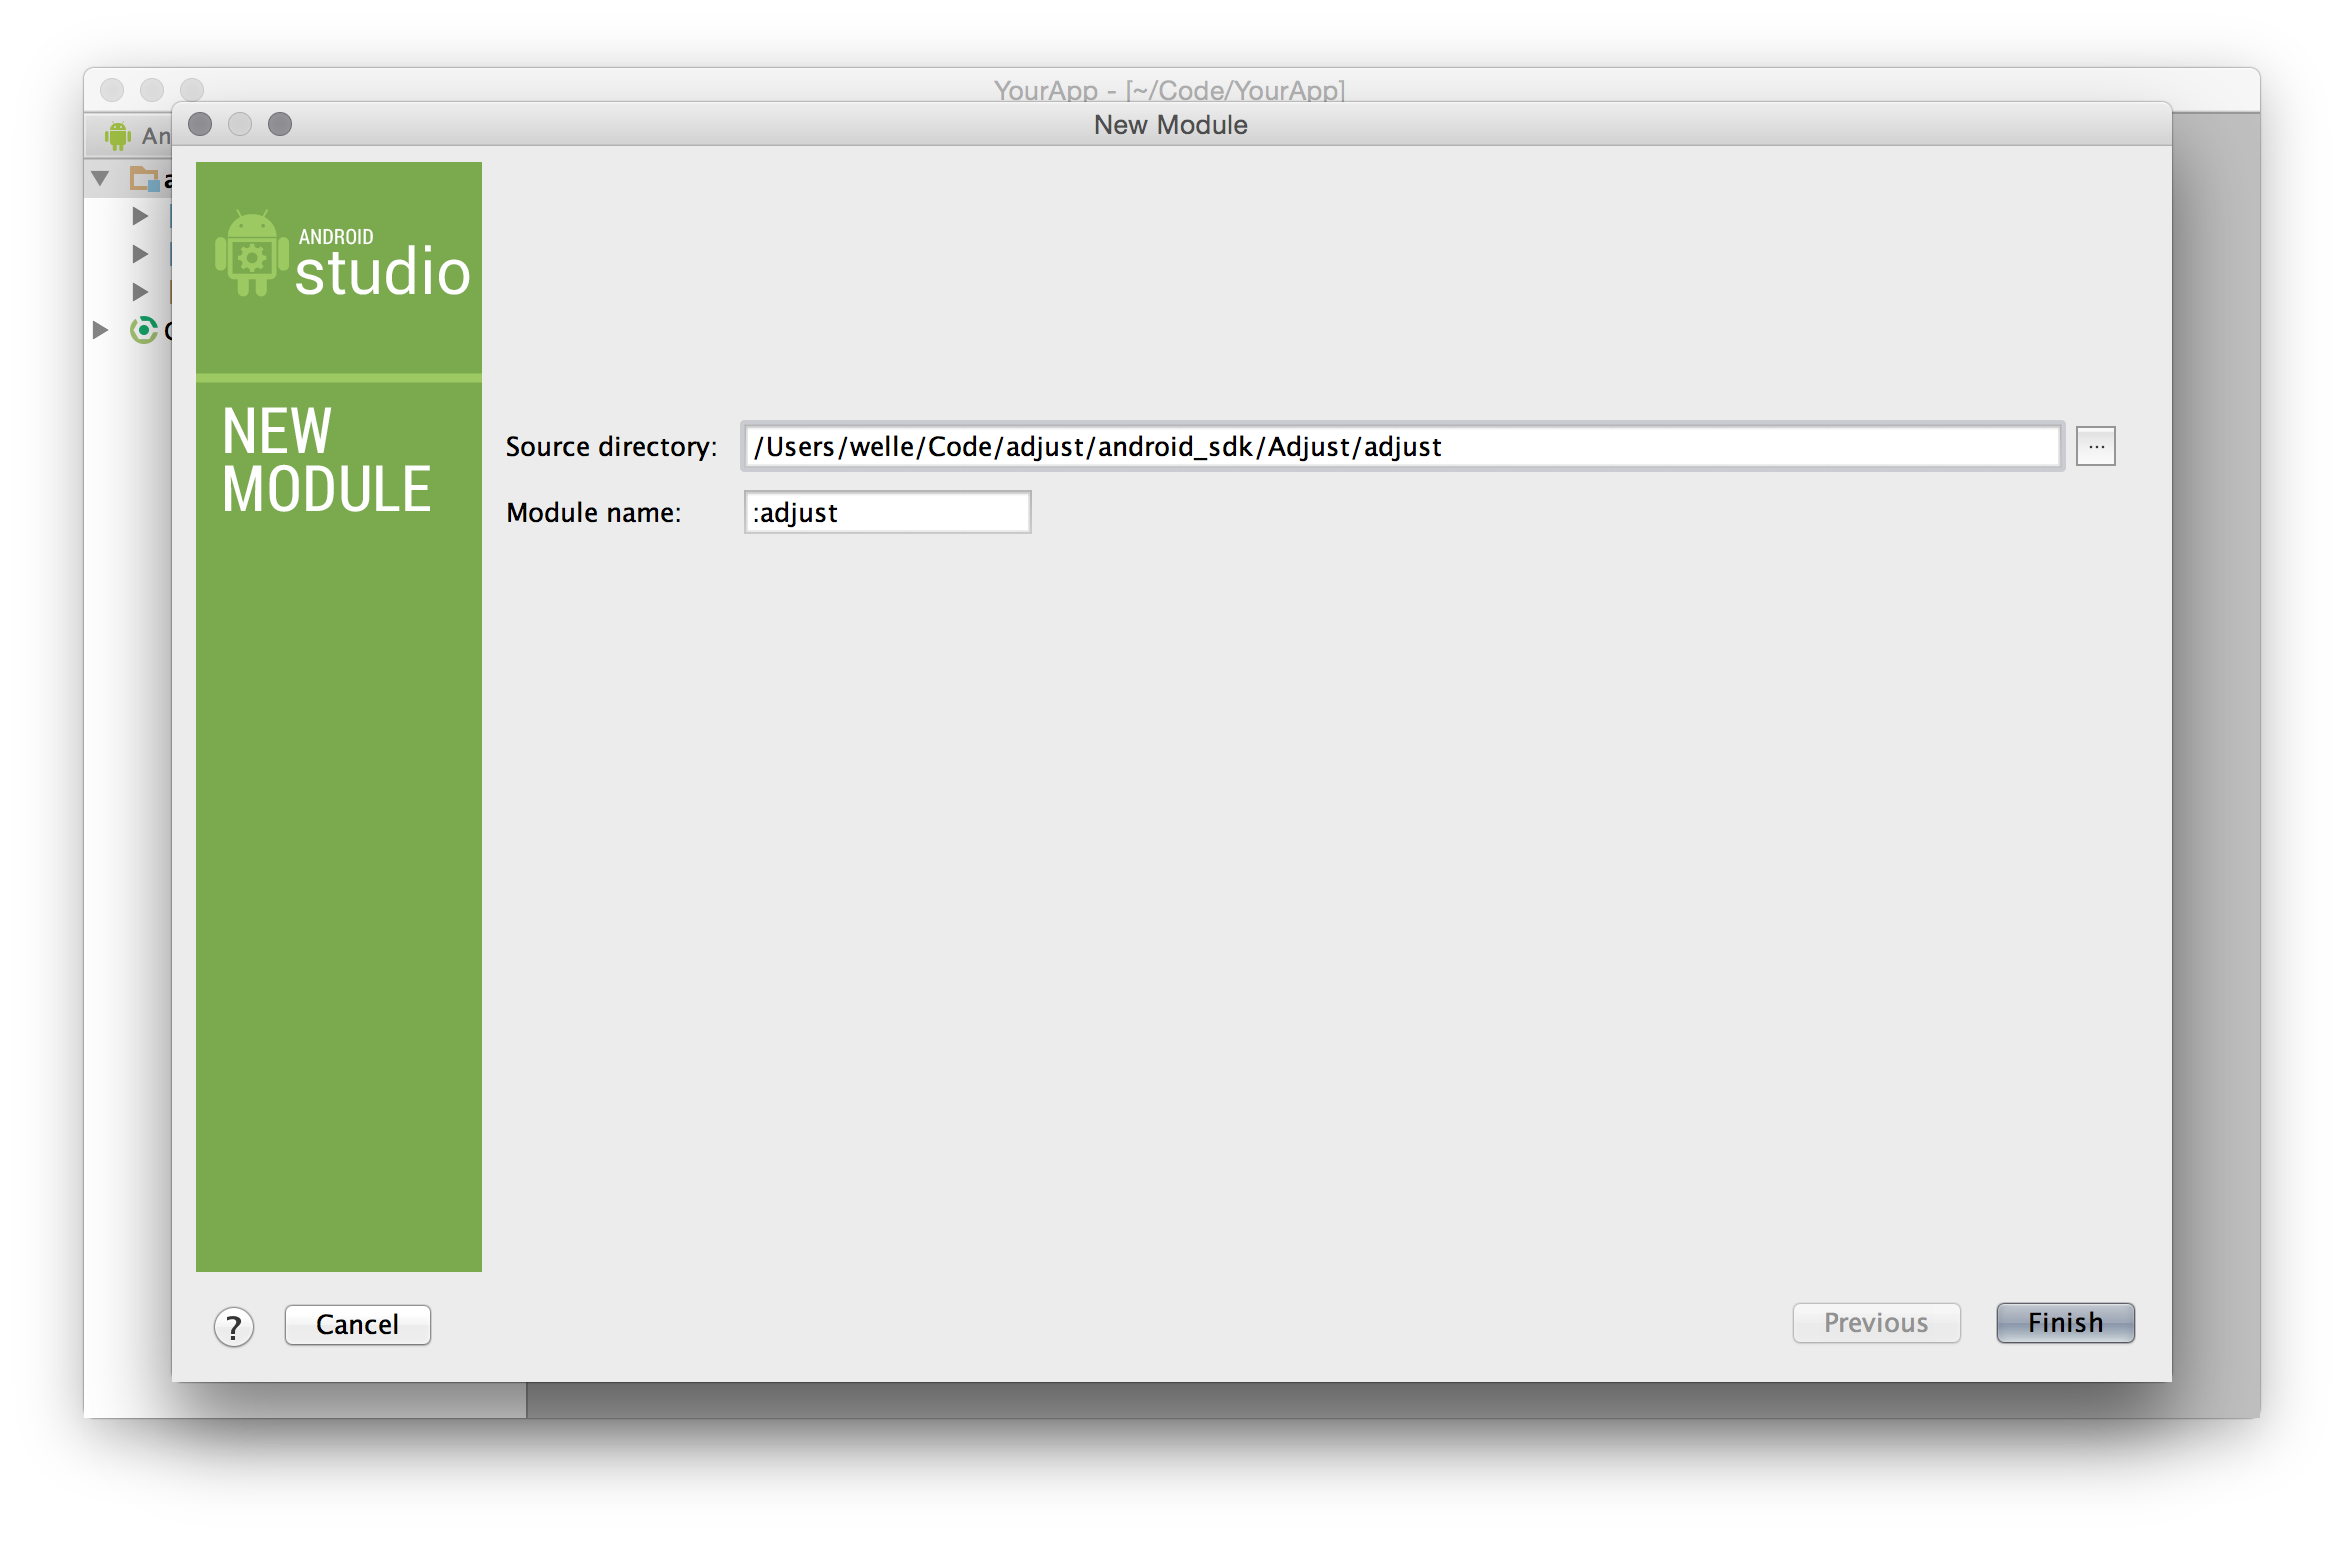 YourApp - [~/Code/YourApp]
New Module
ANDROID
studio
NEW
MODULE
Source directory: /Users/welle/Code/adjust/android_sdk/Adjust/adjust ...
Module name: :adjust
? Cancel Previous Finish